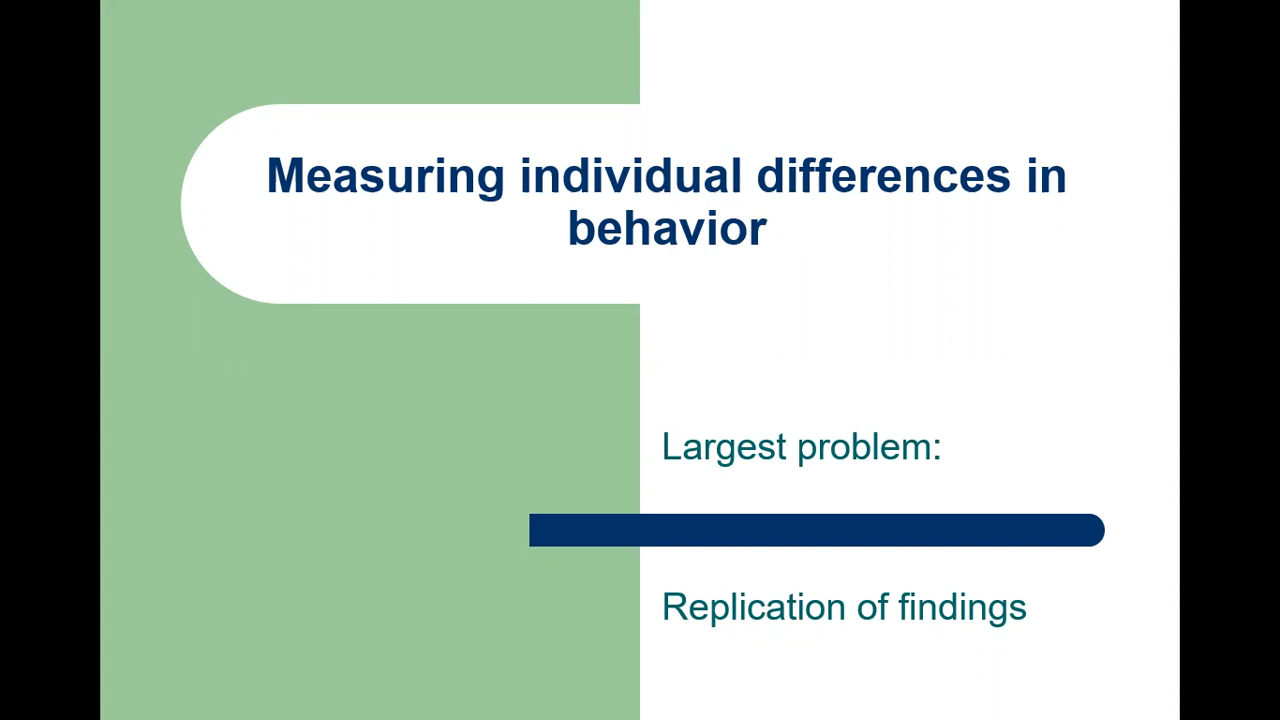 Measuring individual differences in
behavior
Largest problem:
Replication of findings